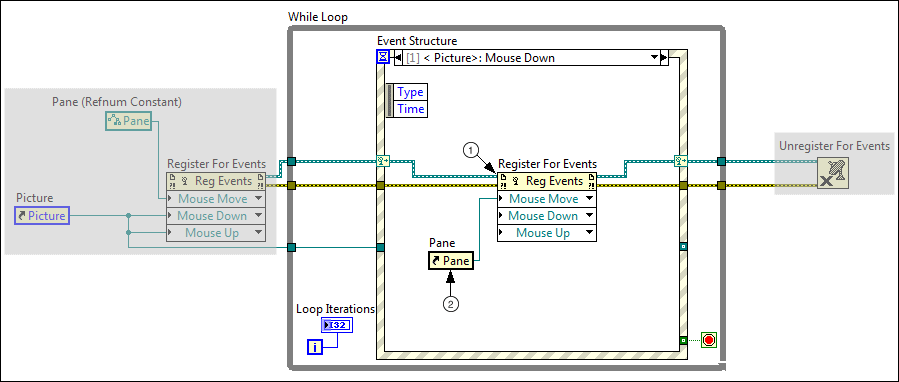 While Loop
Event Structure
[1] < Picture>: Mouse Down
Type
Time
Pane (Refnum Constant)
Pane
Register For Events
Reg Events
Mouse Move
Mouse Down
Mouse Up
Picture
Picture
1
Register For Events
Reg Events
Mouse Move
Mouse Down
Mouse Up
Pane
Pane
2
Unregister For Events
X
Loop Iterations
I32
i